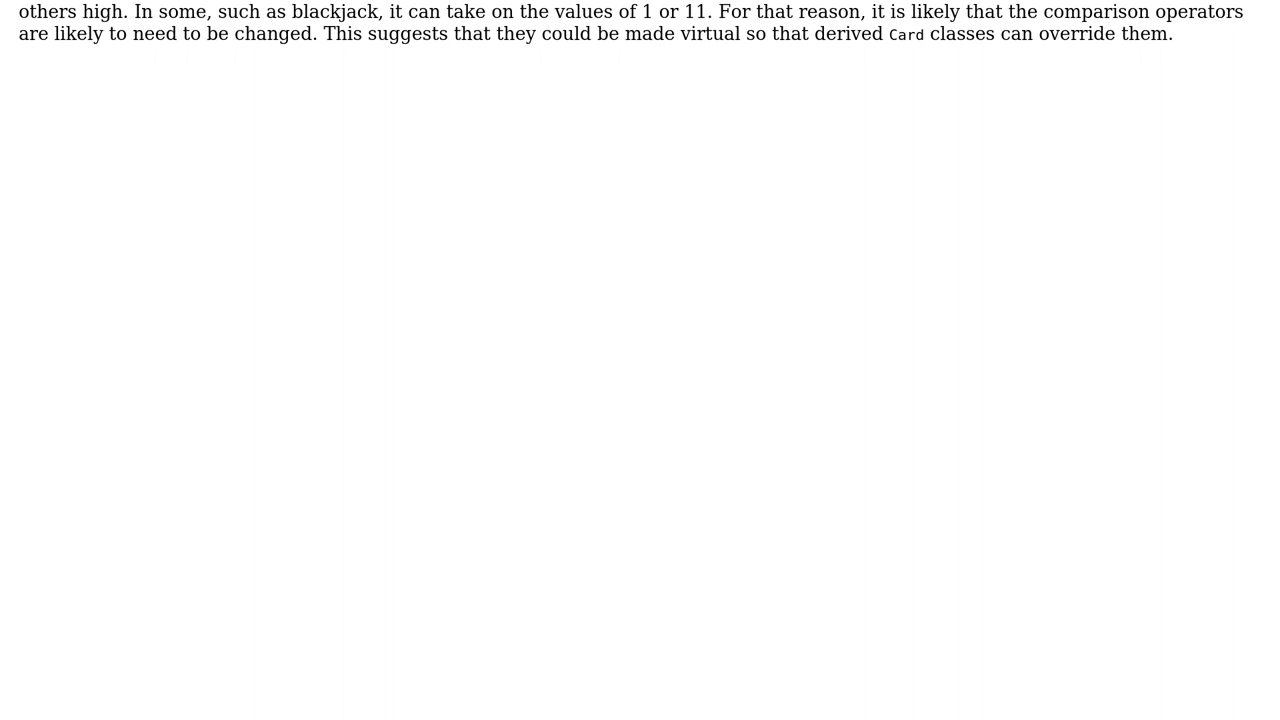 others high. In some, such as blackjack, it can take on the values of 1 or 11. For that reason, it is likely that the comparison operators
are likely to need to be changed. This suggests that they could be made virtual so that derived Card classes can override them.